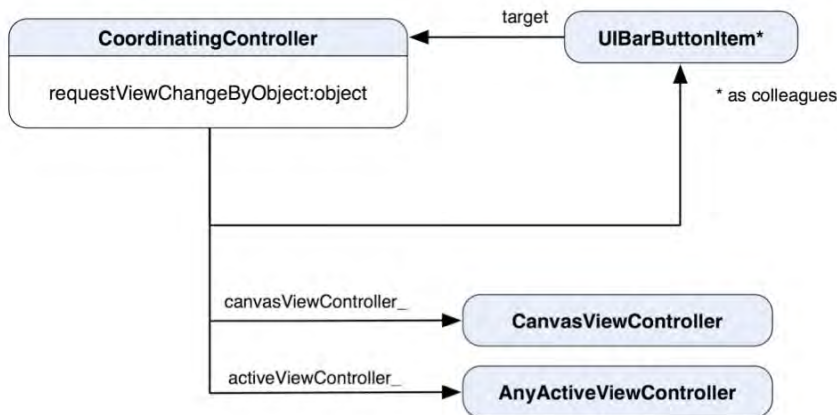 CoordinatingController
target
UIBarButtonItem*
requestViewChangeByObject:object
* as colleagues
canvasViewController_
CanvasViewController
activeViewController_
AnyActiveViewController